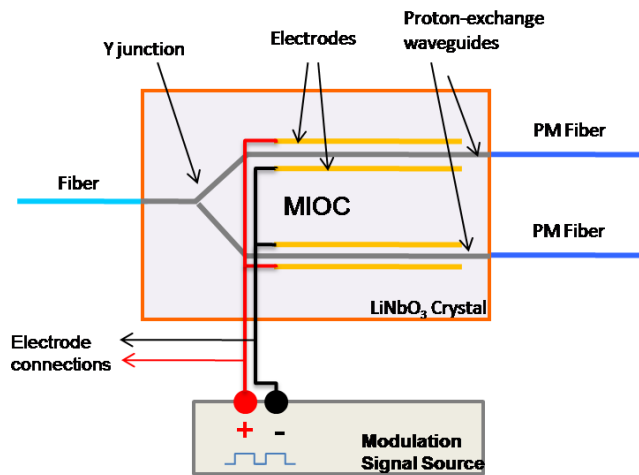 Proton-exchange
waveguides
Electrodes
Y junction
PM Fiber
Fiber
MIOC
PM Fiber
LiNbO₃ Crystal
Electrode
connections
+ -
Modulation
Signal Source